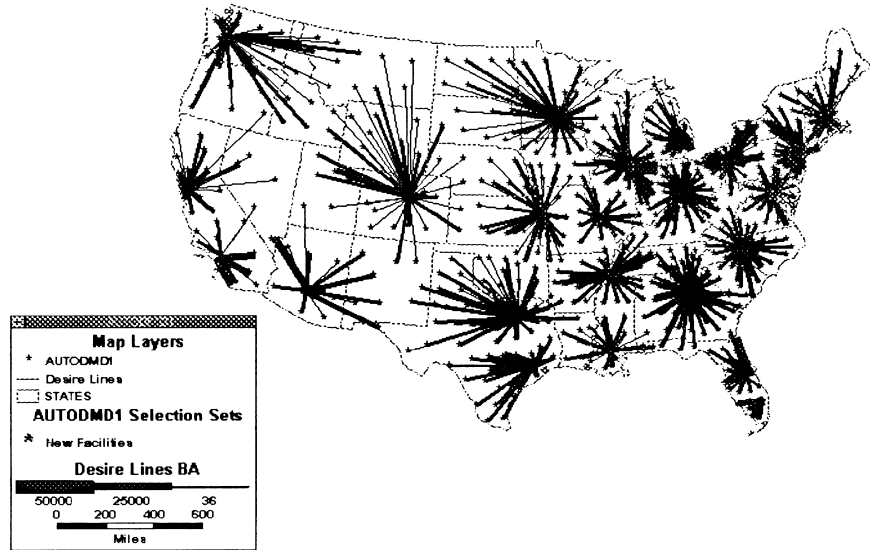 Map Layers
AUTODMD1
Desire Lines
STATES
AUTODMD1 Selection Sets
New Facilities
Desire Lines BA
50000 25000 36
0 200 400 600
Miles